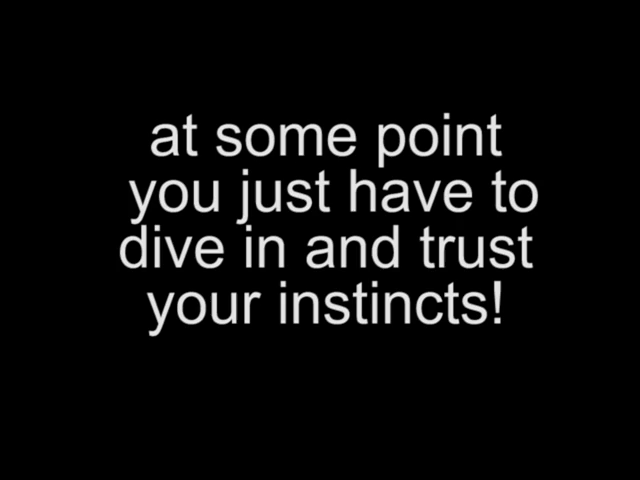 at some point
you just have to
dive in and trust
your instincts!